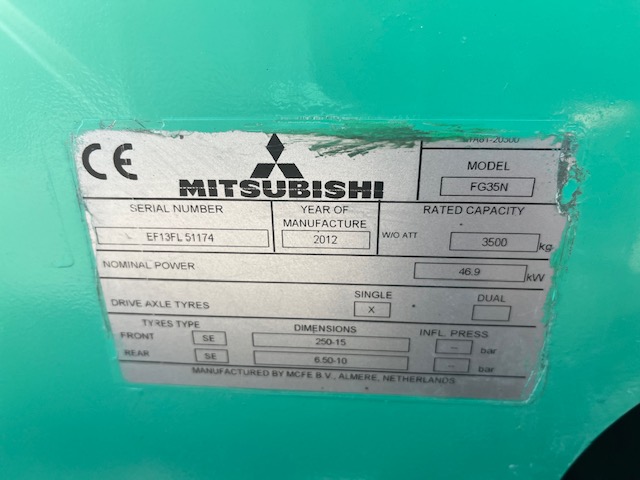 CE
MITSUBISHI
MODEL
FG35N
SERIAL NUMBER
EF13FL 51174
YEAR OF
MANUFACTURE
2012
RATED CAPACITY
W/O ATT 3500 kg
NOMINAL POWER 46.9 kW
DRIVE AXLE TYRES SINGLE X DUAL
TYRES TYPE DIMENSIONS INFL. PRESS
FRONT SE 250-15 -- bar
REAR SE 6.50-10 -- bar
MANUFACTURED BY MCFE B.V., ALMERE, NETHERLANDS